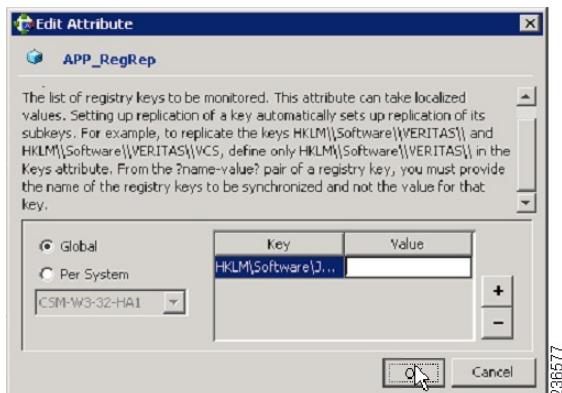 Edit Attribute
APP_RegRep
The list of registry keys to be monitored. This attribute can take localized
values. Setting up replication of a key automatically sets up replication of its
subkeys. For example, to replicate the keys HKLM\\Software\\VERITAS\\ and
HKLM\\Software\\VERITAS\\VCS, define only HKLM\\Software\\VERITAS\\ in the
Keys attribute. From the ?name-value? pair of a registry key, you must provide
the name of the registry keys to be synchronized and not the value for that
key.
Global
Per System
CSM-W3-32-HA1
Key Value
HKLM\Software\J...
+
−
Cancel
236577